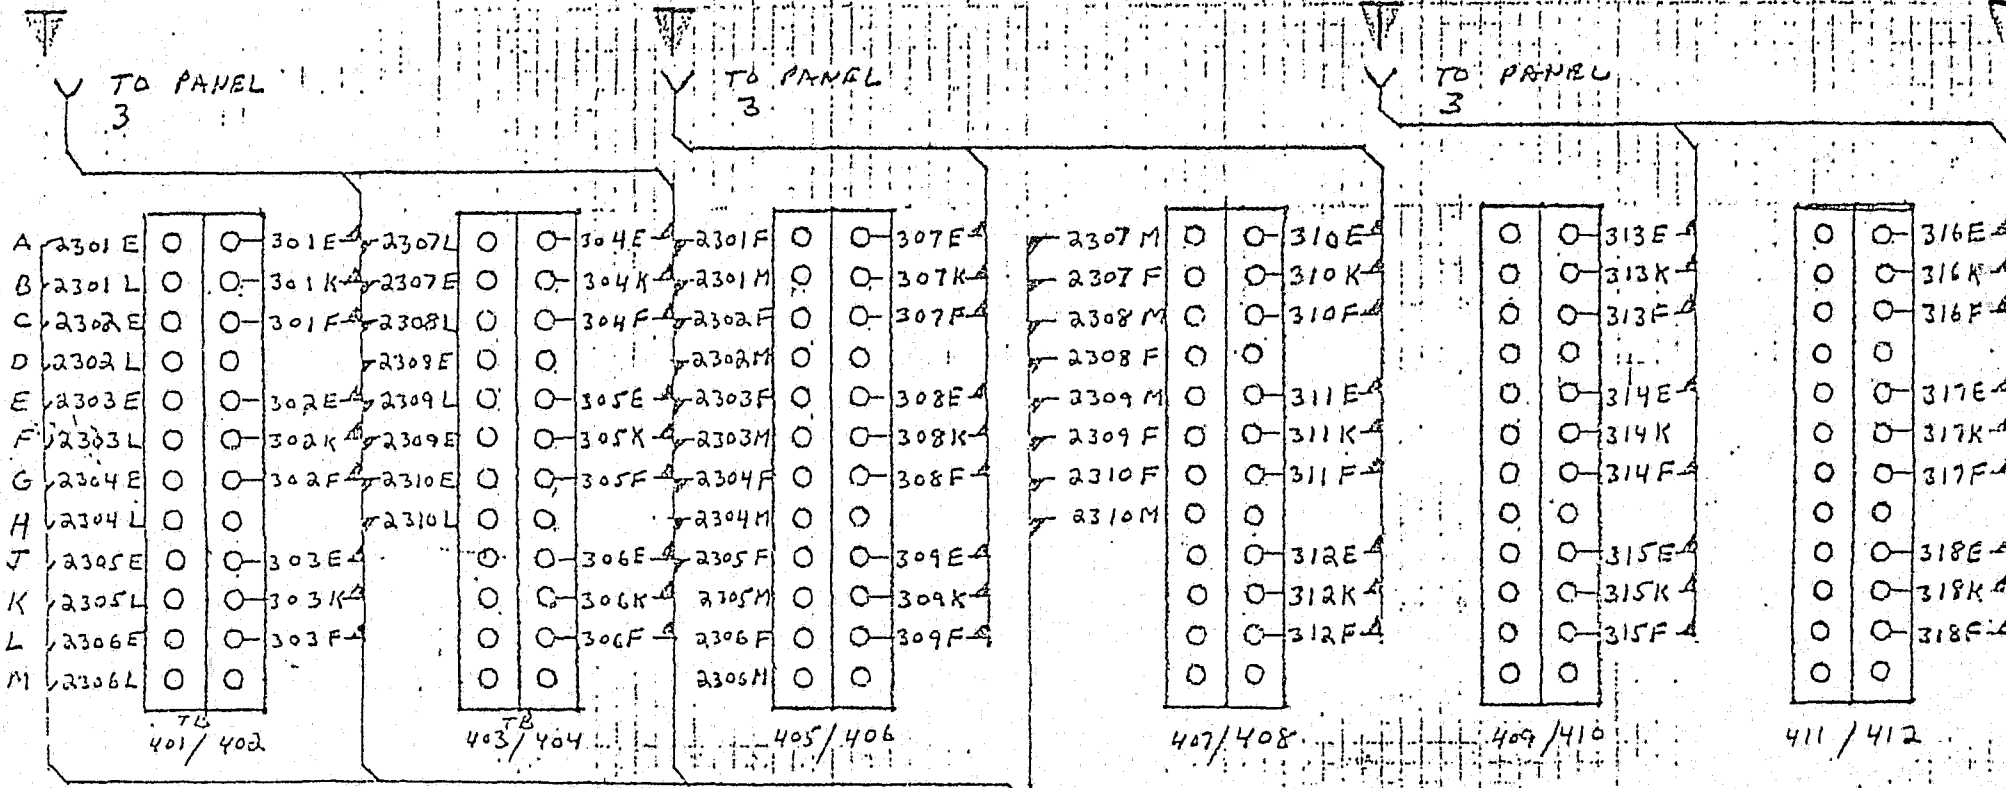 TO PANEL 3 TO PANEL 3 TO PANEL 3
A 2301E 301E 2307L 304E 2301F 307E 2307M 310E 313E 316E
B 2301L 301K 2307E 304K 2301M 307K 2307F 310K 313K 316K
C 2302E 301F 2308L 304F 2302F 307F 2308M 310F 313F 316F
D 2302L 2308E 2302M 2308F
E 2303E 302E 2309L 305E 2303F 308E 2309M 311E 314E 317E
F 2303L 302K 2309E 305K 2303M 308K 2309F 311K 314K 317K
G 2304E 302F 2310E 305F 2304F 308F 2310F 311F 314F 317F
H 2304L 2310L 2304M 2310M
J 2305E 303E 306E 2305F 309E 312E 315E 318E
K 2305L 303K 306K 2305M 309K 312K 315K 318K
L 2306E 303F 306F 2306F 309F 312F 315F 318F
M 2306L 2306M
TB TB
401/402 403/404 405/406 407/408 409/410 411/412